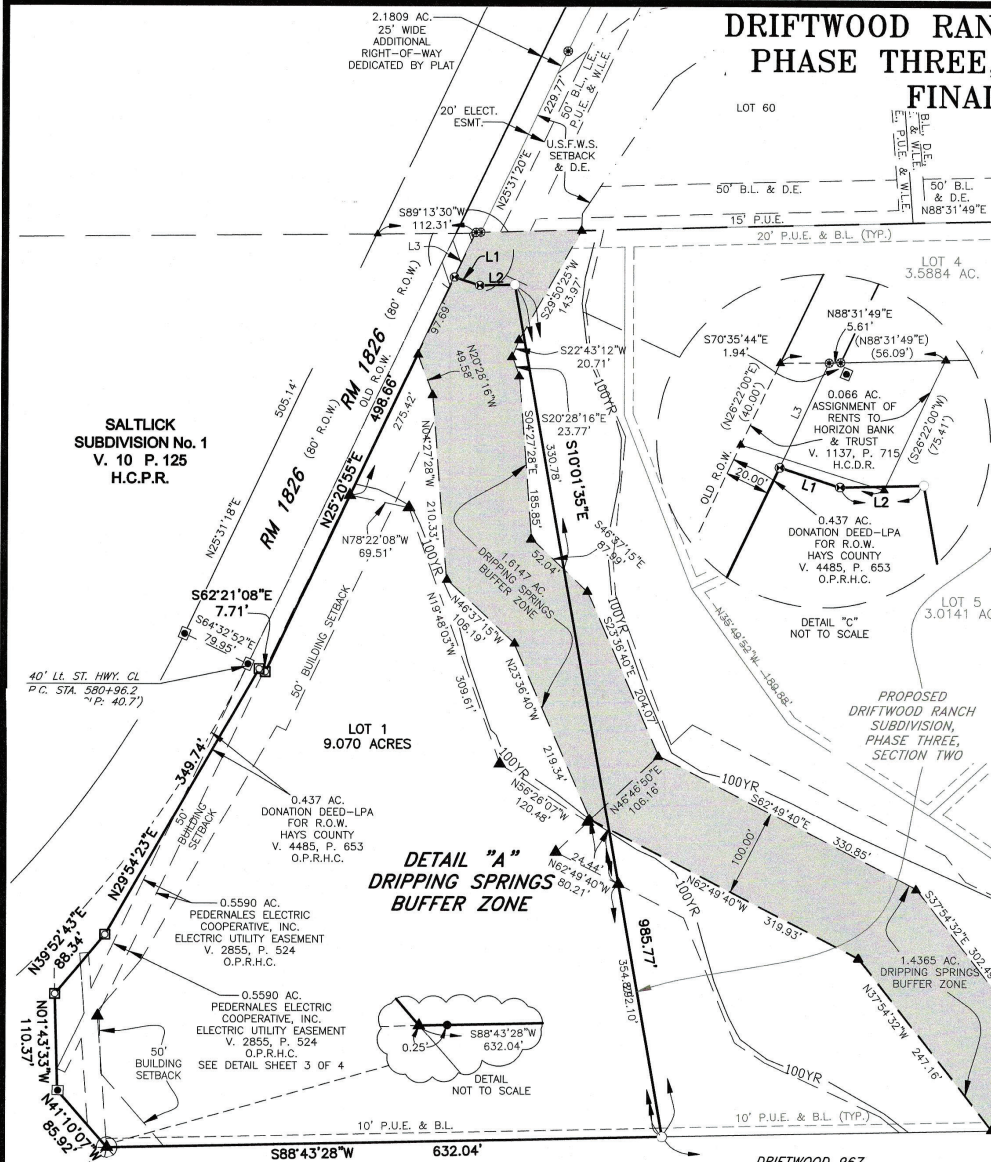 DRIFTWOOD RAN
PHASE THREE,
FINAL
2.1809 AC.
25' WIDE
ADDITIONAL
RIGHT-OF-WAY
DEDICATED BY PLAT
20' ELECT.
ESMT.
229.77'
50' B.L., L.E.,
P.U.E. & W.L.E.
U.S.F.W.S.
SETBACK
& D.E.
N25°31'20"E
LOT 60
B.L., D.E.,
E., P.U.E. & W.L.E.
50' B.L. & D.E.
50' B.L.
& D.E.
N88°31'49"E
15' P.U.E.
20' P.U.E. & B.L. (TYP.)
S89°13'30"W
112.31'
L3
L1
L2
S29°50'25"W
143.97'
LOT 4
3.5884 AC.
97.69'
RM 1826 (80' R.O.W.)
OLD R.O.W.
498.66'
275.42'
N20°28'16"W
49.58'
S22°43'12"W
20.71'
S20°28'16"E
23.77'
100YR
N88°31'49"E
5.61'
(N88°31'49"E)
(56.09')
S70°35'44"E
1.94'
0.066 AC.
ASSIGNMENT OF
RENTS TO
HORIZON BANK
& TRUST
V. 1137, P. 715
H.C.D.R.
(N26°22'00"E)
(40.00')
L3
(S26°22'00"W)
(75.41')
OLD R.O.W.
20.00'
L1
L2
0.437 AC.
DONATION DEED-LPA
FOR R.O.W.
HAYS COUNTY
V. 4485, P. 653
O.P.R.H.C.
DETAIL "C"
NOT TO SCALE
SALTLICK
SUBDIVISION No. 1
V. 10 P. 125
H.C.P.R.
505.14'
N25°31'18"E
RM 1826 (80' R.O.W.)
N25°20'55"E
N04°27'28"W
210.33'
S04°27'28"E
185.85'
330.78'
S10°01'35"E
N78°22'08"W
69.51'
100YR
1.6147 AC.
DRIPPING SPRINGS
BUFFER ZONE
52.04'
S46°37'15"E
87.99'
S62°21'08"E
7.71'
S64°32'52"E
79.95'
50' BUILDING SETBACK
N19°48'03"W
309.61'
N46°37'15"W
106.19'
100YR
S23°36'40"E
204.07'
N35°49'52"W
189.88'
LOT 5
3.0141 AC
40' Lt. ST. HWY. CL
P.C. STA. 580+96.2
40.7')
LOT 1
9.070 ACRES
N23°36'40"W
219.34'
PROPOSED
DRIFTWOOD RANCH
SUBDIVISION,
PHASE THREE,
SECTION TWO
349.74'
N29°54'23"E
50'
BUILDING
SETBACK
0.437 AC.
DONATION DEED-LPA
FOR R.O.W.
HAYS COUNTY
V. 4485, P. 653
O.P.R.H.C.
100YR
N56°26'07"W
120.48'
N46°46'50"E
106.16'
100YR
S62°49'40"E
330.85'
100.00'
DETAIL "A"
DRIPPING SPRINGS
BUFFER ZONE
24.44'
N62°49'40"W
80.21'
N62°49'40"W
319.93'
100YR
985.77'
S37°54'32"E
302.49
0.5590 AC.
PEDERNALES ELECTRIC
COOPERATIVE, INC.
ELECTRIC UTILITY EASEMENT
V. 2855, P. 524
O.P.R.H.C.
N39°52'43"E
88.34'
1.4365 AC.
DRIPPING SPRINGS
BUFFER ZONE
0.5590 AC.
PEDERNALES ELECTRIC
COOPERATIVE, INC.
ELECTRIC UTILITY EASEMENT
V. 2855, P. 524
O.P.R.H.C.
SEE DETAIL SHEET 3 OF 4
N01°43'33"W
110.37'
50'
BUILDING
SETBACK
0.25'
S88°43'28"W
632.04'
DETAIL
NOT TO SCALE
N37°54'32"W
247.16'
100YR
N41°10'07"W
85.92'
10' P.U.E. & B.L.
10' P.U.E. & B.L. (TYP.)
S88°43'28"W 632.04'
DRIFTWOOD 967